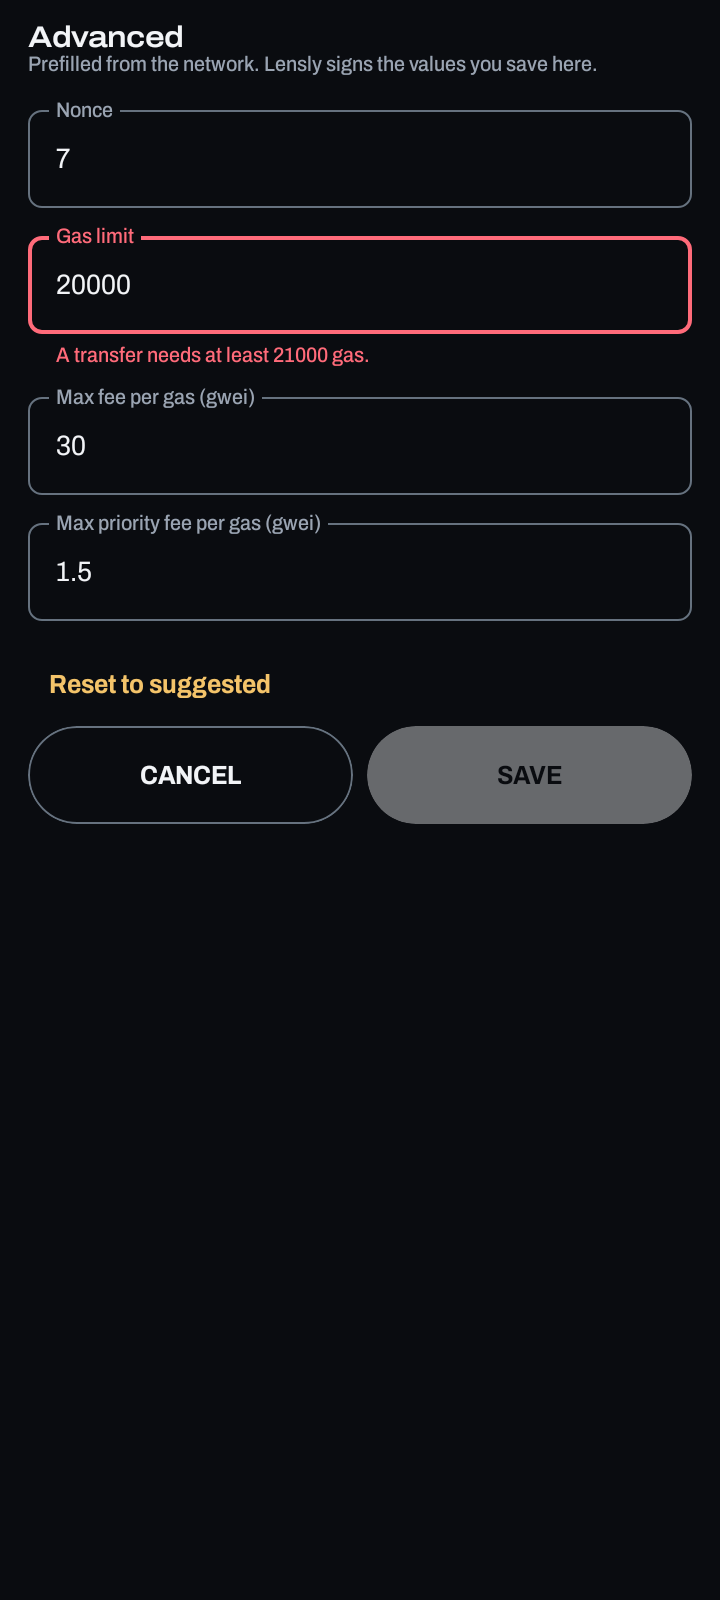 Advanced
Prefilled from the network. Lensly signs the values you save here.
Nonce
7
Gas limit
20000
A transfer needs at least 21000 gas.
Max fee per gas (gwei)
30
Max priority fee per gas (gwei)
1.5
Reset to suggested
CANCEL
SAVE